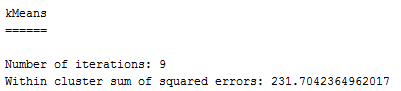 kMeans
======
Number of iterations: 9
Within cluster sum of squared errors: 231.7042364962017